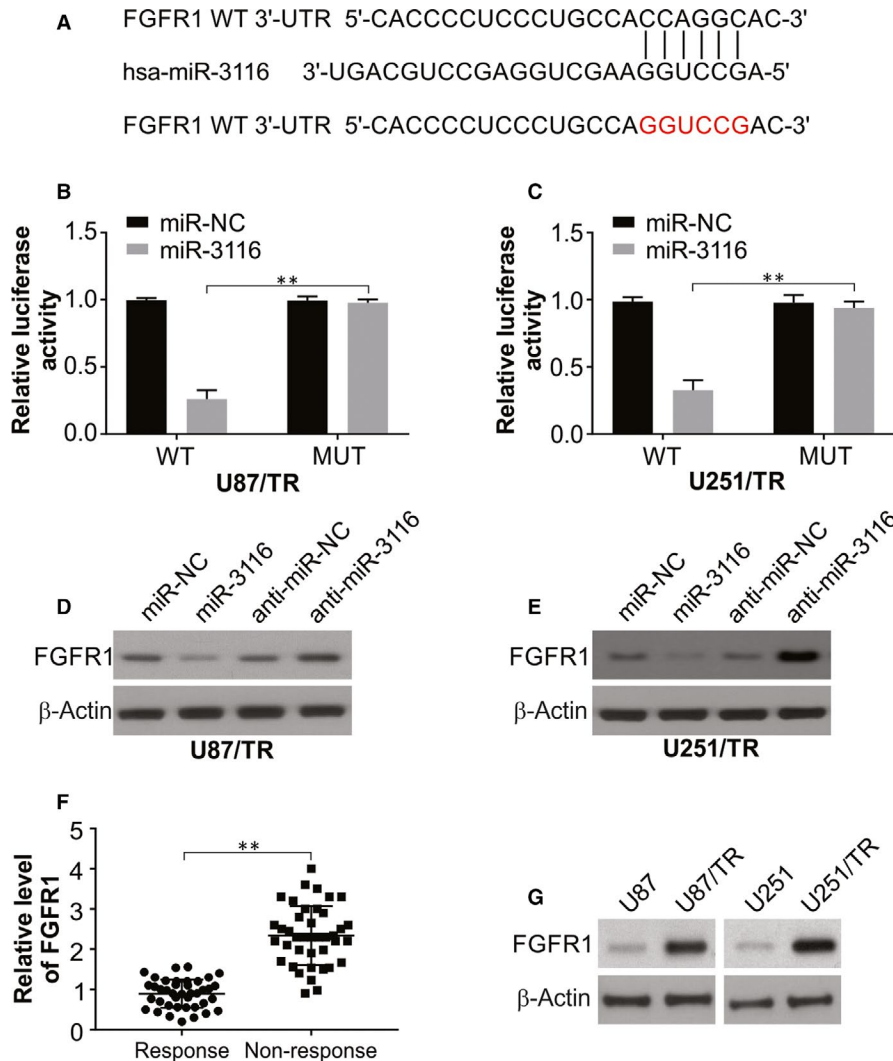 A
FGFR1 WT 3'-UTR 5'-CACCCCUCCCUGCCACCAGGCAC-3'
hsa-miR-3116 3'-UGACGUCCGAGGUCGAAGGUCCGA-5'
FGFR1 WT 3'-UTR 5'-CACCCCUCCCUGCCAGGUCCGAC-3'
B
miR-NC
miR-3116
Relative luciferase activity
1.5
1.0
0.5
0.0
**
WT MUT
U87/TR
C
miR-NC
miR-3116
Relative luciferase activity
1.5
1.0
0.5
0.0
**
WT MUT
U251/TR
D
miR-NC miR-3116 anti-miR-NC anti-miR-3116
FGFR1
β-Actin
U87/TR
E
miR-NC miR-3116 anti-miR-NC anti-miR-3116
FGFR1
β-Actin
U251/TR
F
Relative level of FGFR1
5
4
3
2
1
0
**
Response Non-response
G
U87 U87/TR U251 U251/TR
FGFR1
β-Actin